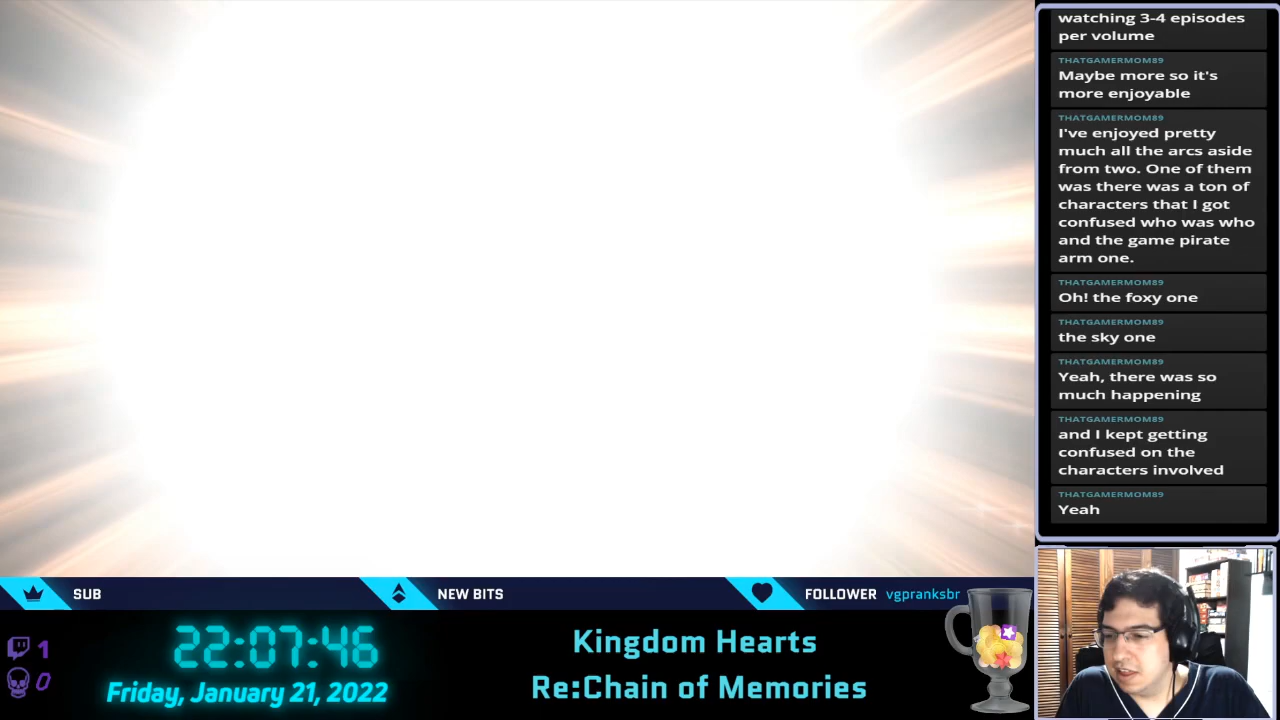 watching 3-4 episodes
per volume
THATGAMERMOM89
Maybe more so it's
more enjoyable
THATGAMERMOM89
I've enjoyed pretty
much all the arcs aside
from two. One of them
was there was a ton of
characters that I got
confused who was who
and the game pirate
arm one.
THATGAMERMOM89
Oh! the foxy one
THATGAMERMOM89
the sky one
THATGAMERMOM89
Yeah, there was so
much happening
THATGAMERMOM89
and I kept getting
confused on the
characters involved
THATGAMERMOM89
Yeah
SUB
NEW BITS
FOLLOWER vgpranksbr
1
0
22:07:46
Friday, January 21, 2022
Kingdom Hearts
Re:Chain of Memories